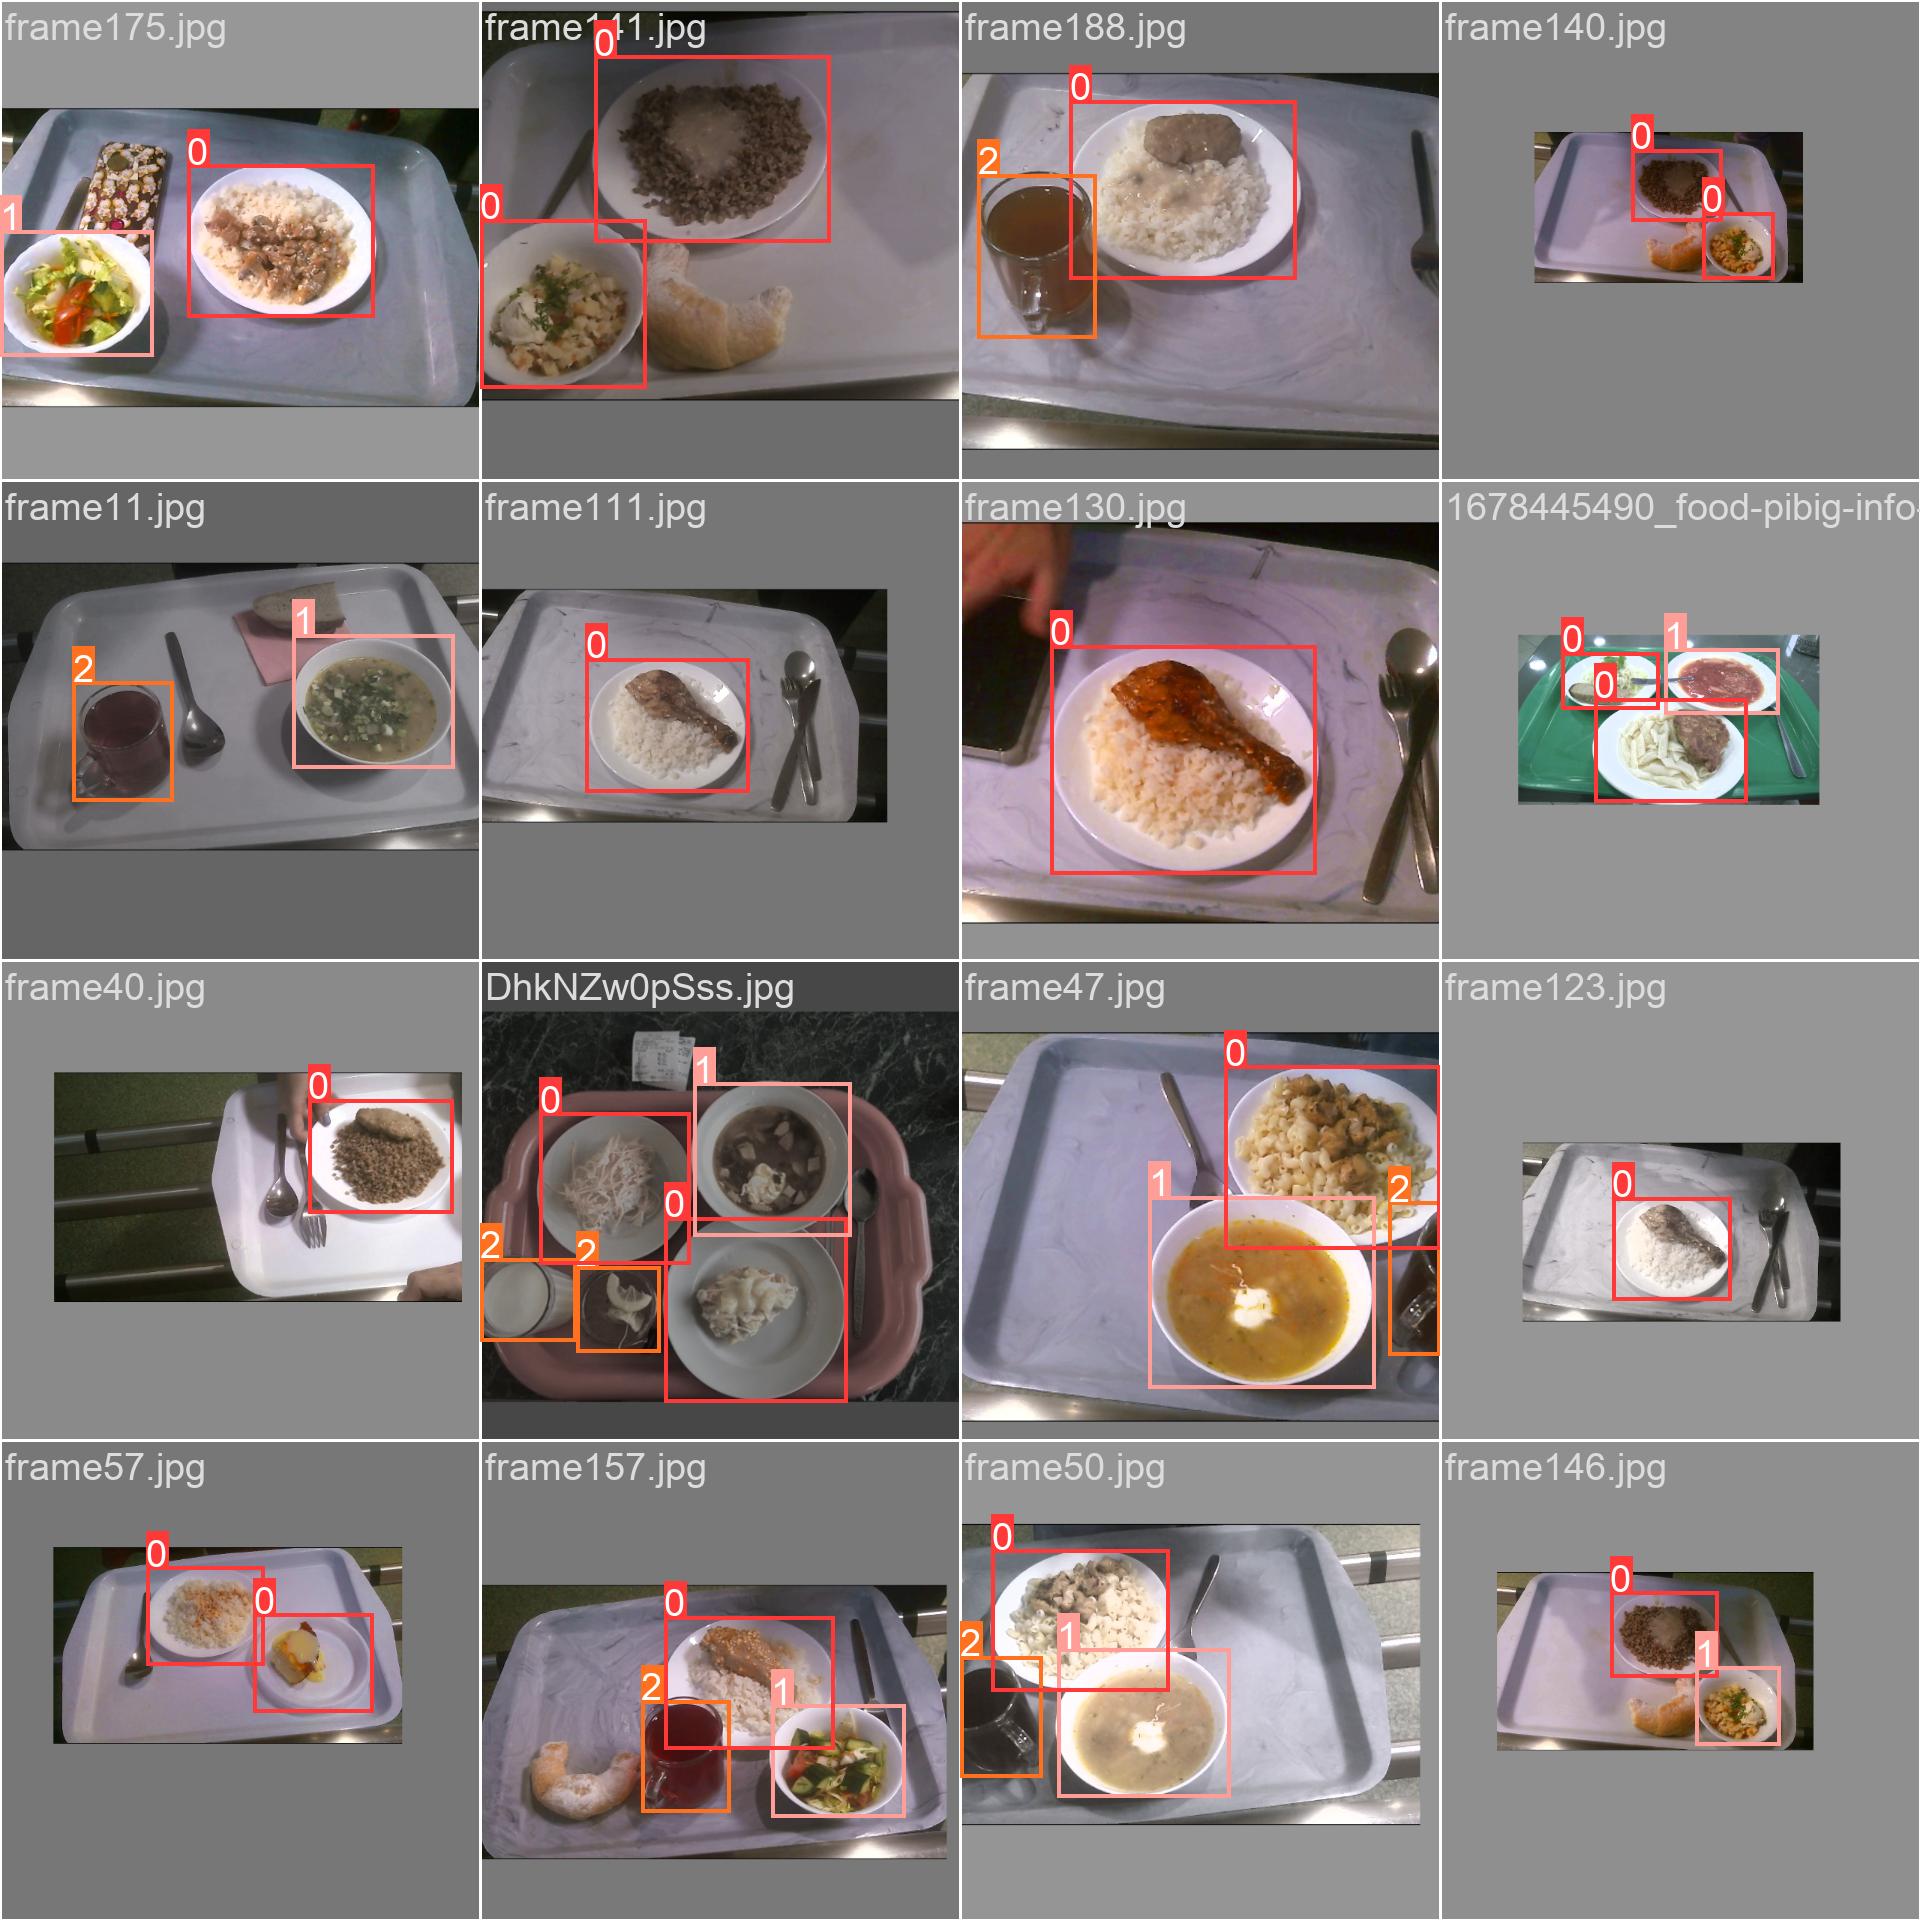 frame175.jpg
frame141.jpg
frame188.jpg
frame140.jpg
0
1
0
0
2
0
0
0
frame11.jpg
frame111.jpg
frame130.jpg
1678445490_food-pibig-info-
1
2
0
0
0
1
0
frame40.jpg
DhkNZw0pSss.jpg
frame47.jpg
frame123.jpg
0
0
1
0
2
2
0
1
2
0
frame57.jpg
frame157.jpg
frame50.jpg
frame146.jpg
0
0
0
2
1
0
2
1
0
1